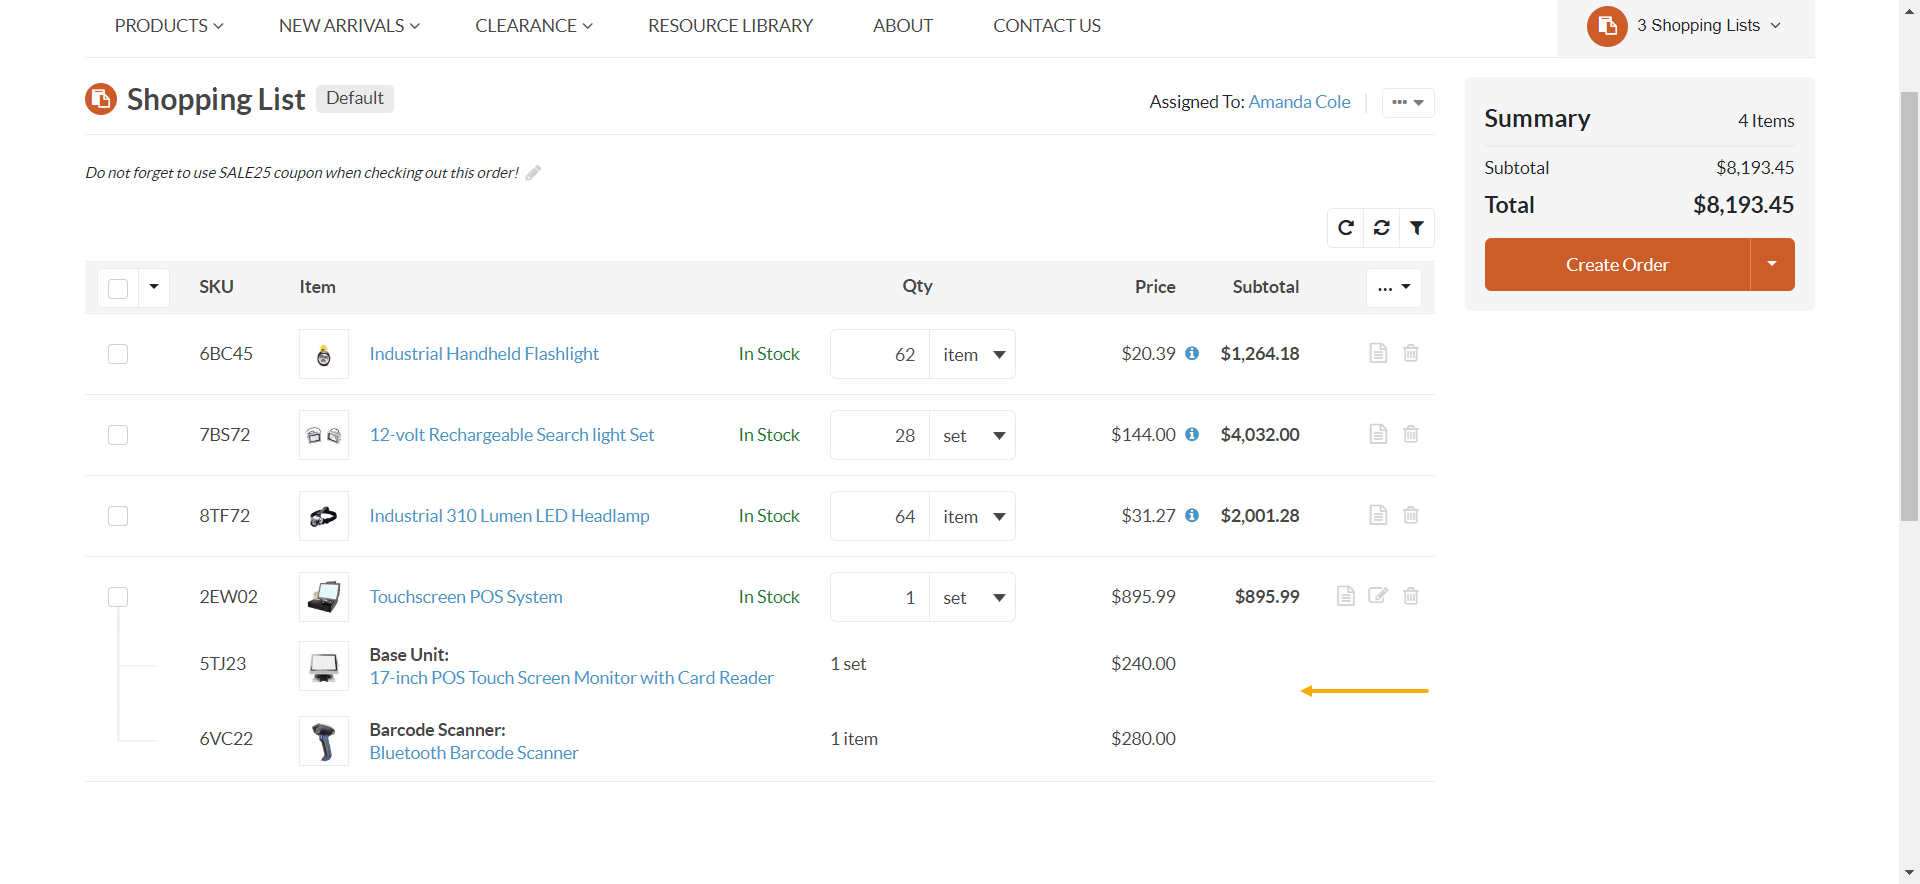 PRODUCTS NEW ARRIVALS CLEARANCE RESOURCE LIBRARY ABOUT CONTACT US 3 Shopping Lists
Shopping List Default Assigned To: Amanda Cole
Do not forget to use SALE25 coupon when checking out this order!
Summary 4 Items
Subtotal $8,193.45
Total $8,193.45
Create Order
SKU Item Qty Price Subtotal
6BC45 Industrial Handheld Flashlight In Stock 62 item $20.39 $1,264.18
7BS72 12-volt Rechargeable Search light Set In Stock 28 set $144.00 $4,032.00
8TF72 Industrial 310 Lumen LED Headlamp In Stock 64 item $31.27 $2,001.28
2EW02 Touchscreen POS System In Stock 1 set $895.99 $895.99
Base Unit:
5TJ23 17-inch POS Touch Screen Monitor with Card Reader 1 set $240.00
Barcode Scanner:
6VC22 Bluetooth Barcode Scanner 1 item $280.00